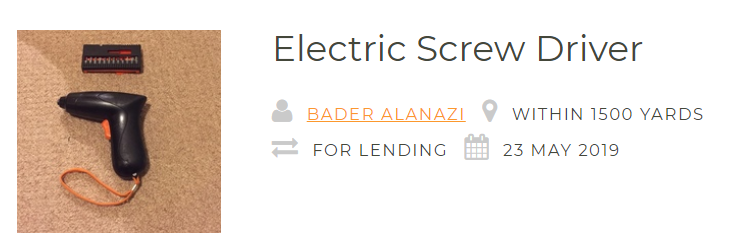 Electric Screw Driver
BADER ALANAZI WITHIN 1500 YARDS
FOR LENDING 23 MAY 2019